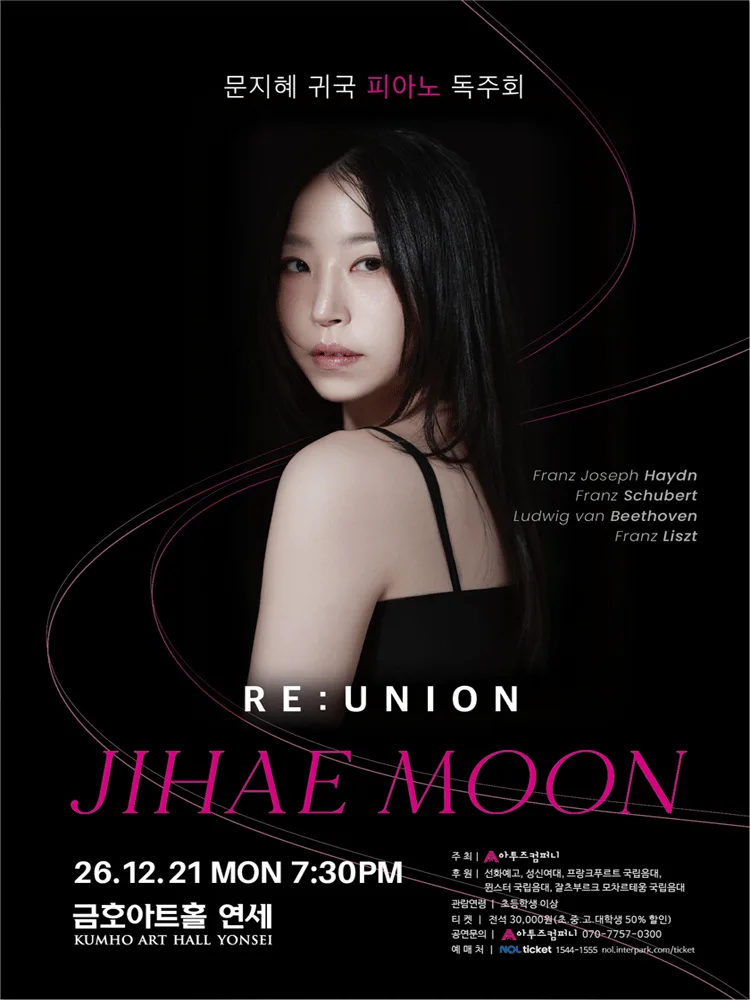 문지혜 귀국 피아노 독주회
Franz Joseph Haydn
Franz Schubert
Ludwig van Beethoven
Franz Liszt
RE:UNION
JIHAE MOON
26.12.21 MON 7:30PM
금호아트홀 연세
KUMHO ART HALL YONSEI
주 최 | 아투즈컴퍼니
후 원 | 선화예고, 성신여대, 프랑크푸르트 국립음대,
뮌스터 국립음대, 잘츠부르크 모차르테움 국립음대
관람연령 | 초등학생 이상
티 켓 | 전석 30,000원(초.중.고.대학생 50% 할인)
공연문의 | 아투즈컴퍼니 070-7757-0300
예 매 처 | NOL ticket 1544-1555 nol.interpark.com/ticket